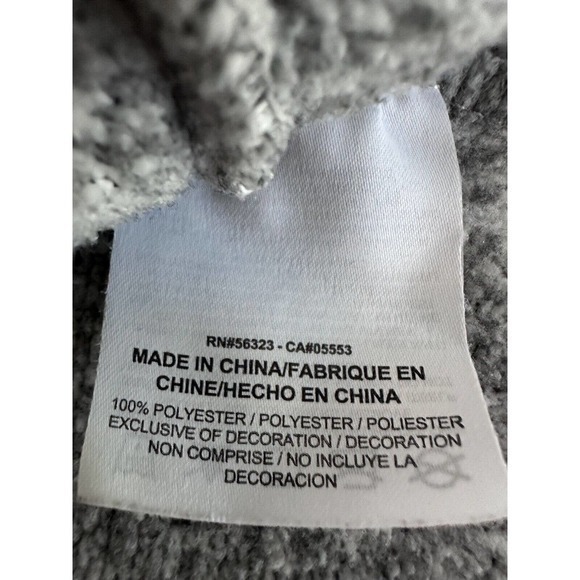 RN#56323 - CA#05553
MADE IN CHINA/FABRIQUE EN
CHINE/HECHO EN CHINA
100% POLYESTER / POLYESTER / POLIESTER
EXCLUSIVE OF DECORATION / DECORATION
NON COMPRISE / NO INCLUYE LA
DECORACION